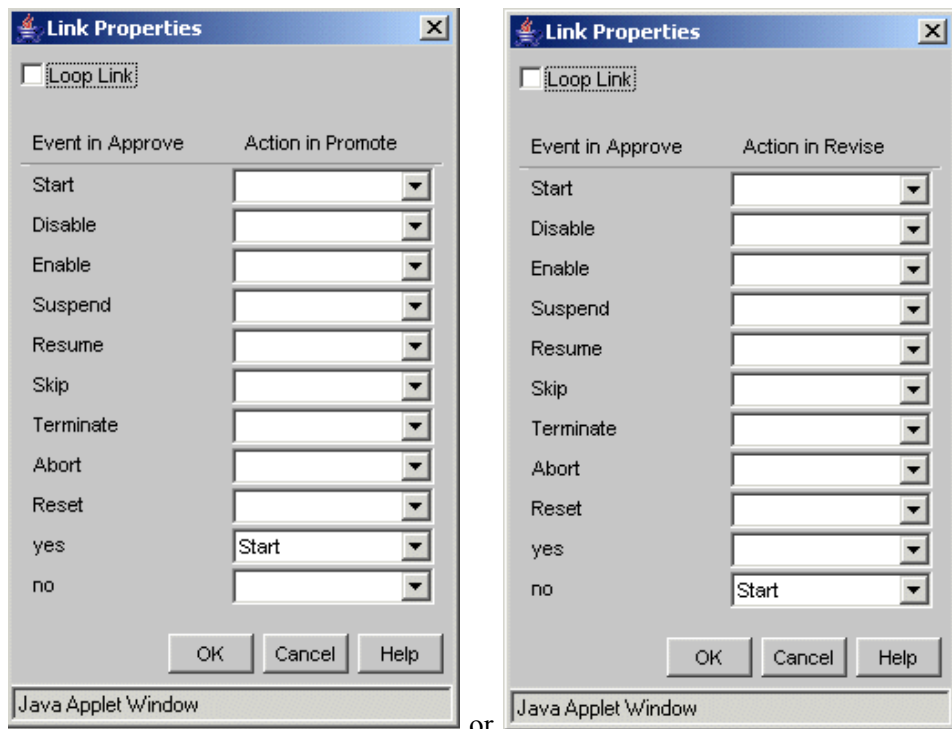 Link Properties
Loop Link
Event in Approve Action in Promote
Start
Disable
Enable
Suspend
Resume
Skip
Terminate
Abort
Reset
yes Start
no
OK Cancel Help
Java Applet Window
or
Link Properties
Loop Link
Event in Approve Action in Revise
Start
Disable
Enable
Suspend
Resume
Skip
Terminate
Abort
Reset
yes
no Start
OK Cancel Help
Java Applet Window